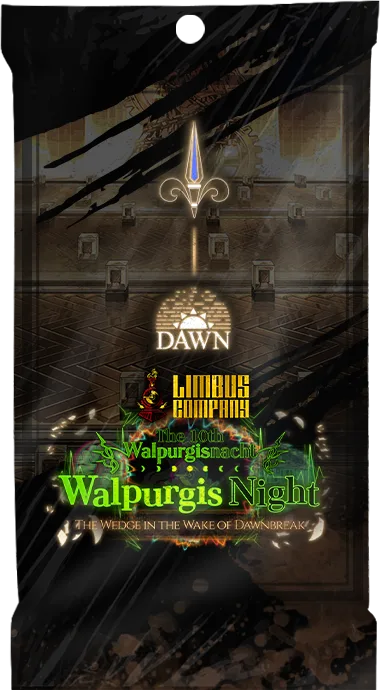 DAWN
LIMBUS
COMPANY
The 10th
Walpurgisnacht
Walpurgis Night
THE WEDGE IN THE WAKE OF DAWNBREAK